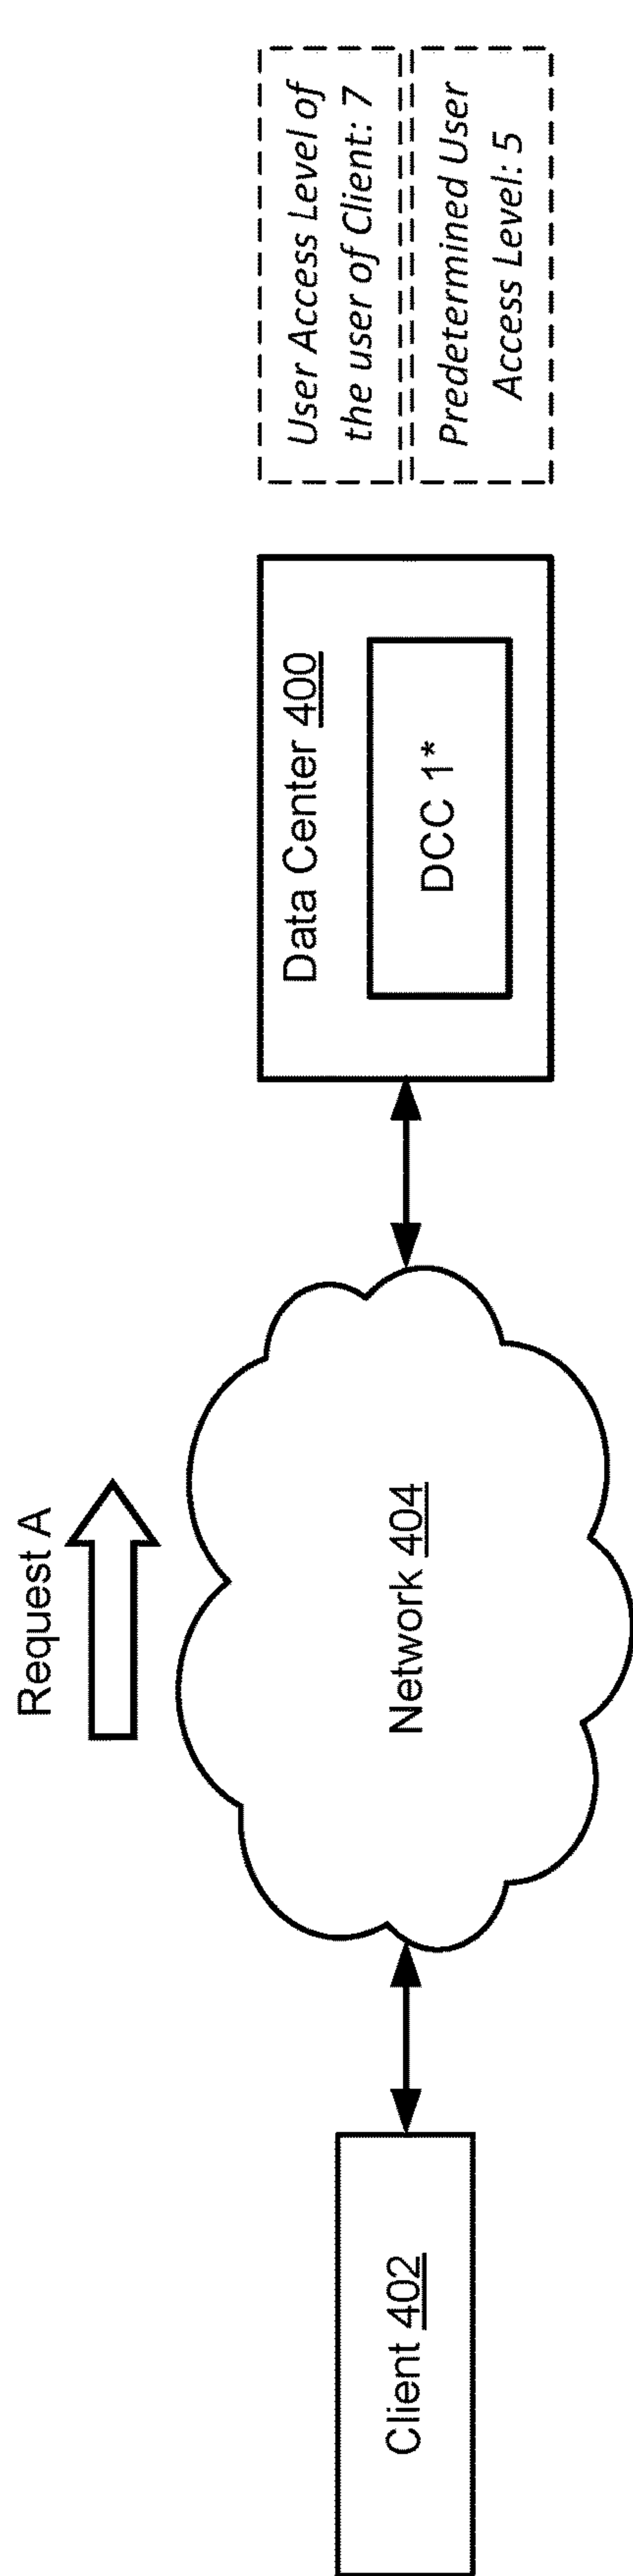 Request A
Client 402
Network 404
Data Center 400
DCC 1*
User Access Level of
the user of Client: 7
Predetermined User
Access Level: 5